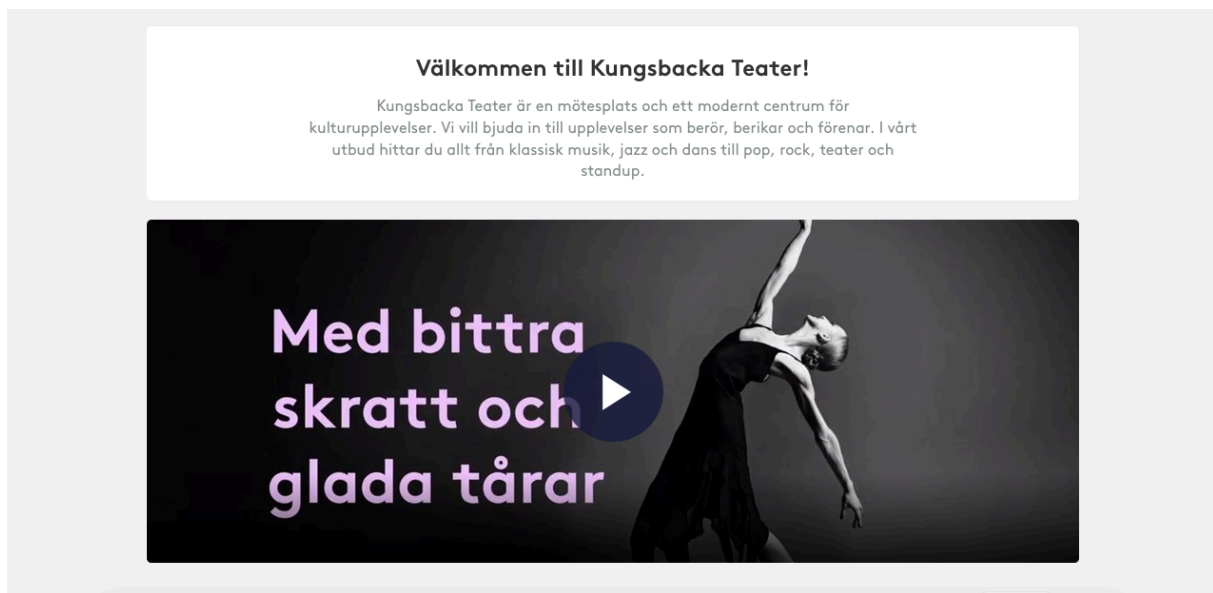 Välkommen till Kungsbacka Teater!
Kungsbacka Teater är en mötesplats och ett modernt centrum för
kulturupplevelser. Vi vill bjuda in till upplevelser som berör, berikar och förenar. I vårt
utbud hittar du allt från klassisk musik, jazz och dans till pop, rock, teater och
standup.
Med bittra
skratt och
glada tårar